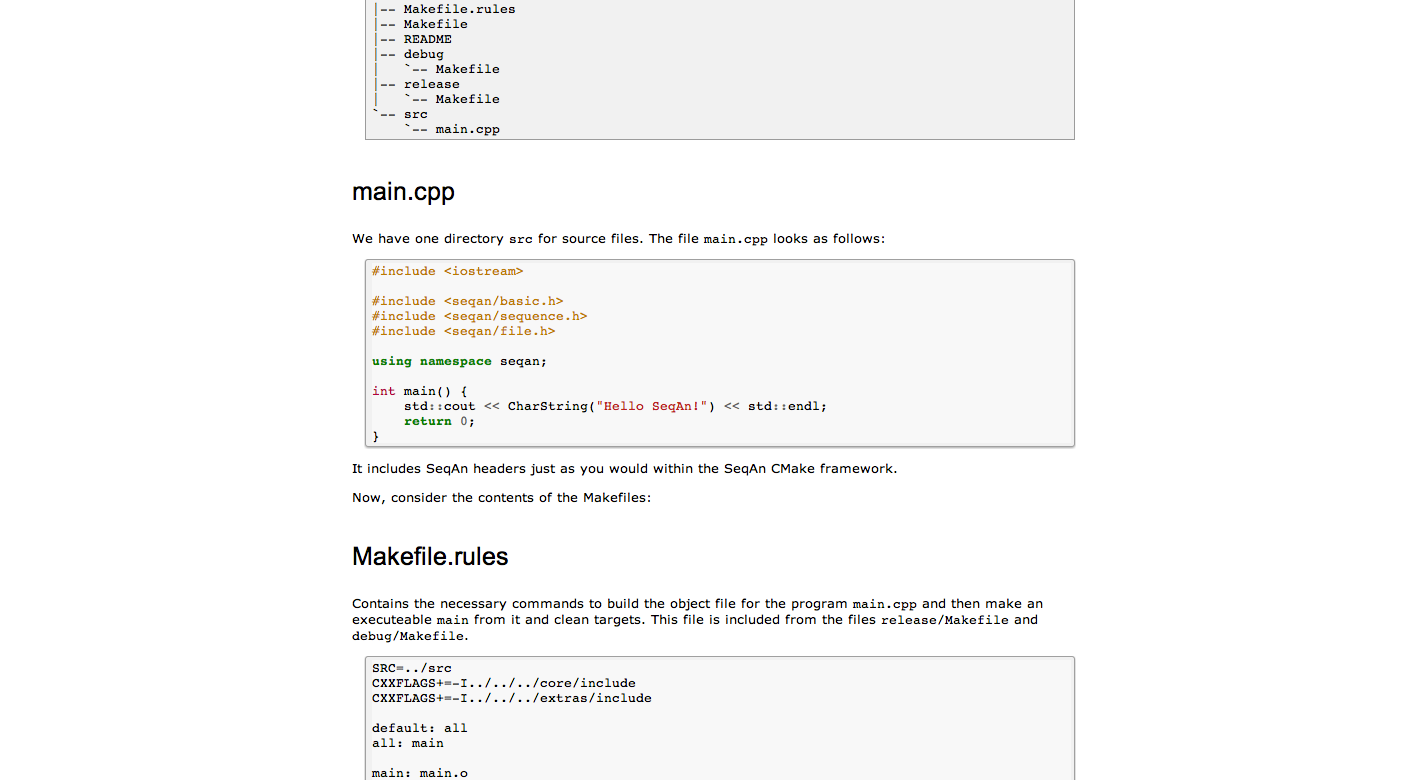 |-- Makefile.rules
|-- Makefile
|-- README
|-- debug
|   `-- Makefile
|-- release
|   `-- Makefile
`-- src
    `-- main.cpp
main.cpp
We have one directory src for source files. The file main.cpp looks as follows:
#include <iostream>
#include <seqan/basic.h>
#include <seqan/sequence.h>
#include <seqan/file.h>
using namespace seqan;
int main() {
    std::cout << CharString("Hello SeqAn!") << std::endl;
    return 0;
}
It includes SeqAn headers just as you would within the SeqAn CMake framework.
Now, consider the contents of the Makefiles:
Makefile.rules
Contains the necessary commands to build the object file for the program main.cpp and then make an
executeable main from it and clean targets. This file is included from the files release/Makefile and
debug/Makefile.
SRC=../src
CXXFLAGS+=-I../../../core/include
CXXFLAGS+=-I../../../extras/include
default: all
all: main
main: main.o